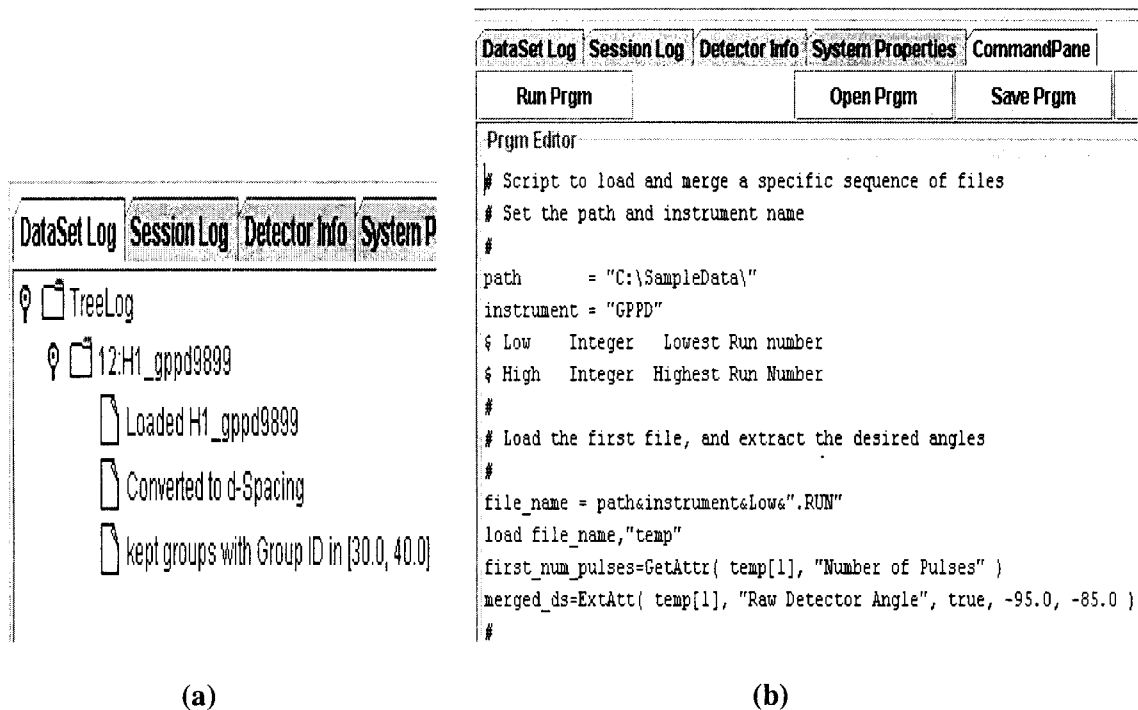 DataSet Log Session Log Detector Info System P
TreeLog
12:H1_gppd9899
Loaded H1_gppd9899
Converted to d-Spacing
kept groups with Group ID in [30.0, 40.0]
(a)
DataSet Log Session Log Detector Info System Properties CommandPane
Run Prgm Open Prgm Save Prgm
Prgm Editor
# Script to load and merge a specific sequence of files
# Set the path and instrument name
#
path = "C:\SampleData\"
instrument = "GPPD"
$ Low Integer Lowest Run number
$ High Integer Highest Run Number
#
# Load the first file, and extract the desired angles
#
file_name = path&instrument&Low&".RUN"
load file_name,"temp"
first_num_pulses=GetAttr( temp[1], "Number of Pulses" )
merged_ds=ExtAtt( temp[1], "Raw Detector Angle", true, -95.0, -85.0 )
#
(b)